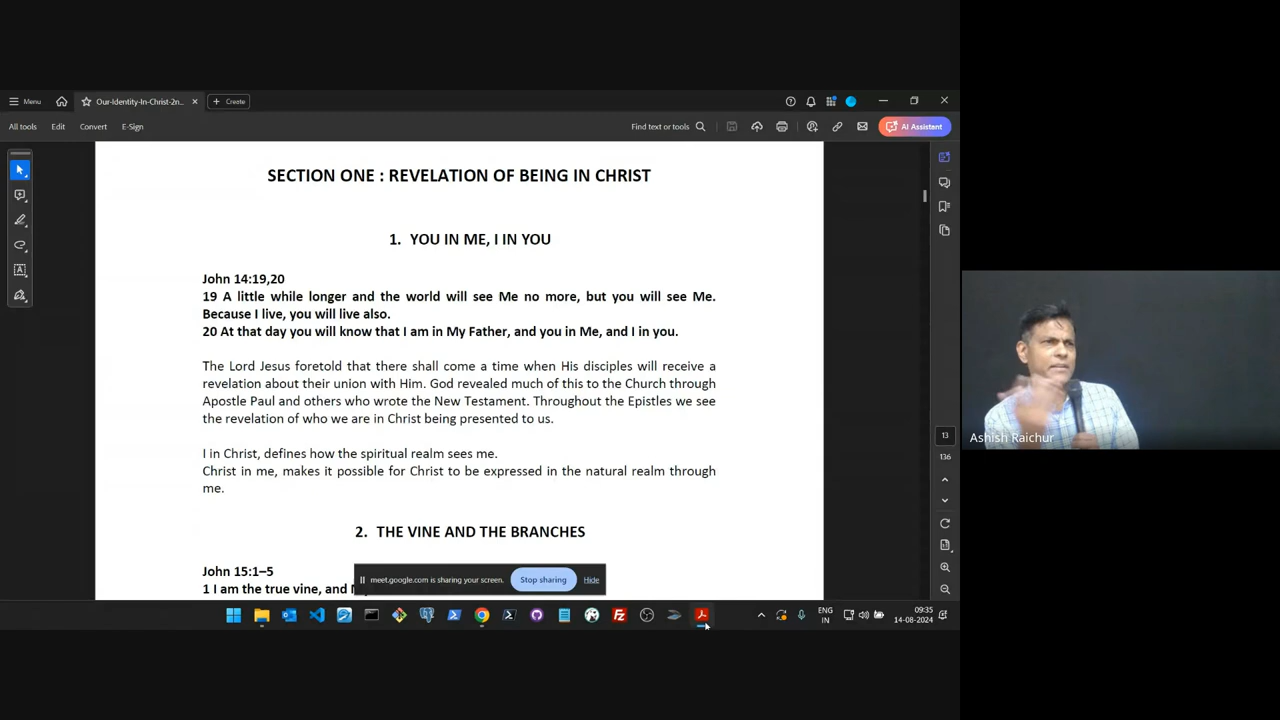 Menu
Our-Identity-In-Christ-2n...
Create
All tools
Edit
Convert
E-Sign
Find text or tools
AI Assistant
SECTION ONE : REVELATION OF BEING IN CHRIST
1. YOU IN ME, I IN YOU
John 14:19,20
19 A little while longer and the world will see Me no more, but you will see Me.
Because I live, you will live also.
20 At that day you will know that I am in My Father, and you in Me, and I in you.
The Lord Jesus foretold that there shall come a time when His disciples will receive a
revelation about their union with Him. God revealed much of this to the Church through
Apostle Paul and others who wrote the New Testament. Throughout the Epistles we see
the revelation of who we are in Christ being presented to us.
I in Christ, defines how the spiritual realm sees me.
Christ in me, makes it possible for Christ to be expressed in the natural realm through
me.
2. THE VINE AND THE BRANCHES
John 15:1–5
1 I am the true vine, and
meet.google.com is sharing your screen.
Stop sharing
Hide
13
136
Ashish Raichur
ENG
IN
09:35
14-08-2024